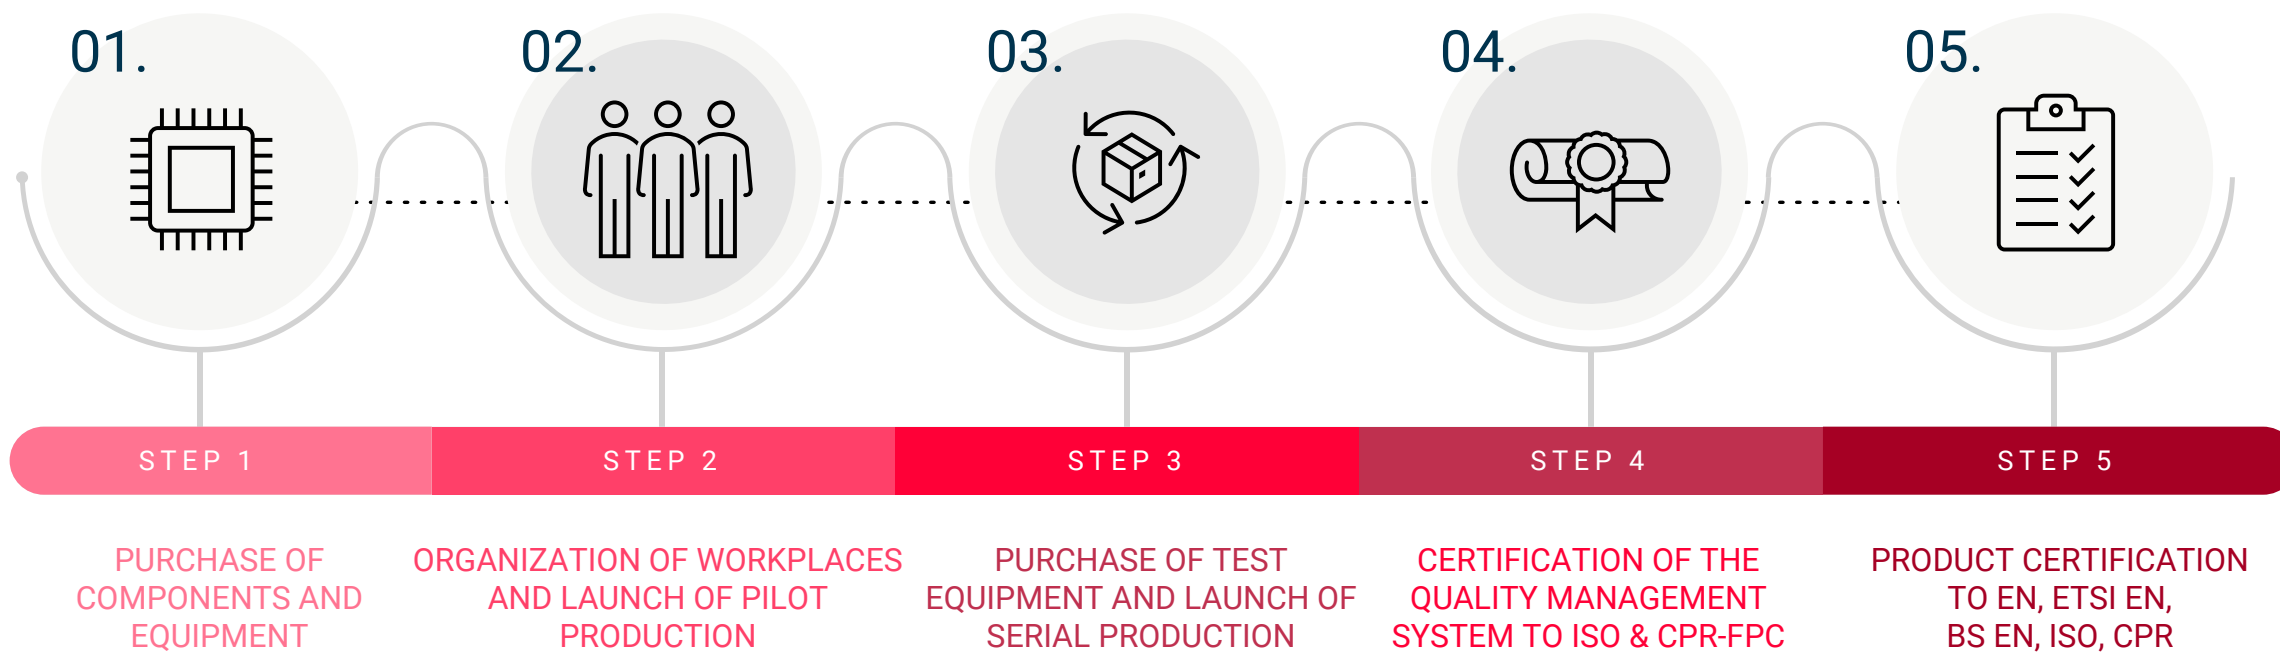 01.
02.
03.
04.
05.
STEP 1
STEP 2
STEP 3
STEP 4
STEP 5
PURCHASE OF
COMPONENTS AND
EQUIPMENT
ORGANIZATION OF WORKPLACES
AND LAUNCH OF PILOT
PRODUCTION
PURCHASE OF TEST
EQUIPMENT AND LAUNCH OF
SERIAL PRODUCTION
CERTIFICATION OF THE
QUALITY MANAGEMENT
SYSTEM TO ISO & CPR-FPC
PRODUCT CERTIFICATION
TO EN, ETSI EN,
BS EN, ISO, CPR